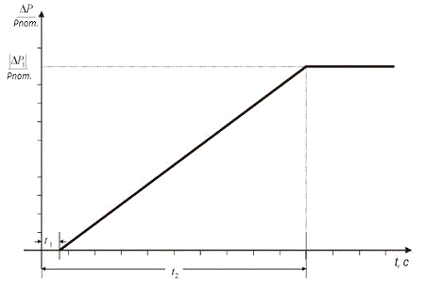 ΔP
Pnom.
|ΔP₁|
Pnom.
t₁
t, c
t₂